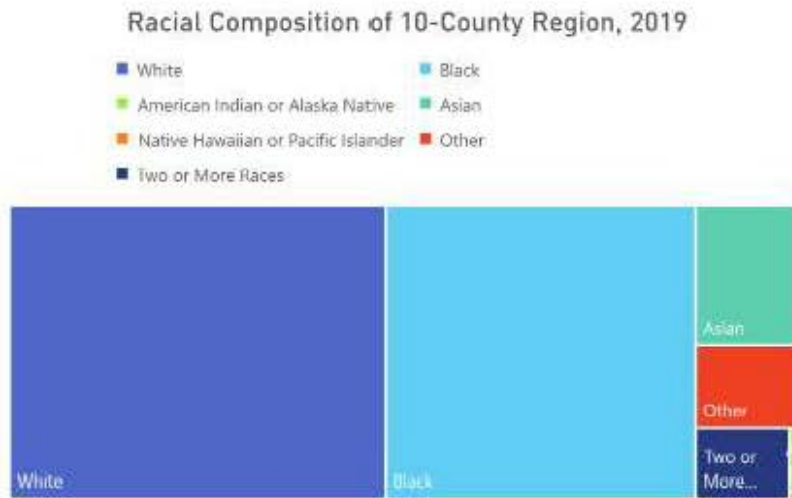 Racial Composition of 10-County Region, 2019
White
Black
American Indian or Alaska Native
Asian
Native Hawaiian or Pacific Islander
Other
Two or More Races
Asian
Other
White
Black
Two or
More...